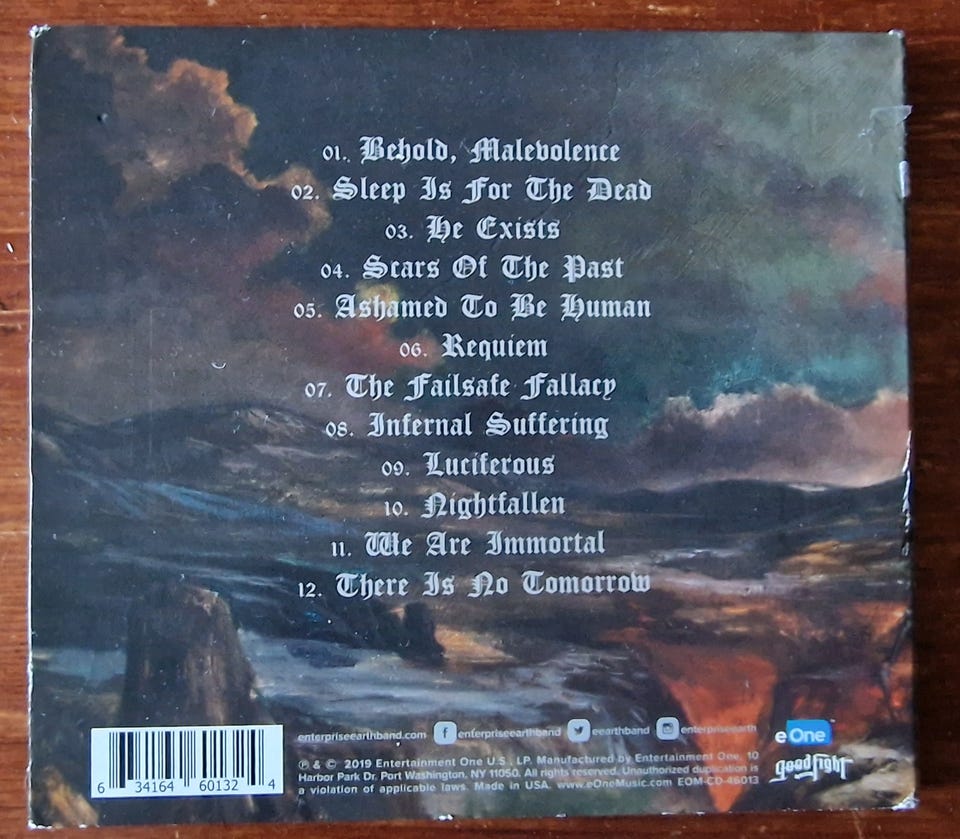 01. Behold, Malevolence
02. Sleep Is For The Dead
03. He Exists
04. Scars Of The Past
05. Ashamed To Be Human
06. Requiem
07. The Failsafe Fallacy
08. Infernal Suffering
09. Luciferous
10. Nightfallen
11. We Are Immortal
12. There Is No Tomorrow
enterpriseearthband.com f enterpriseearthband eearthband enterpriseearth
eOne™
℗ & © 2019 Entertainment One U.S., LP. Manufactured by Entertainment One, 10
Harbor Park Dr. Port Washington, NY 11050. All rights reserved. Unauthorized duplication is
a violation of applicable laws. Made in USA. www.eOneMusic.com EOM-CD-46013
good fight
6 34164 60132 4